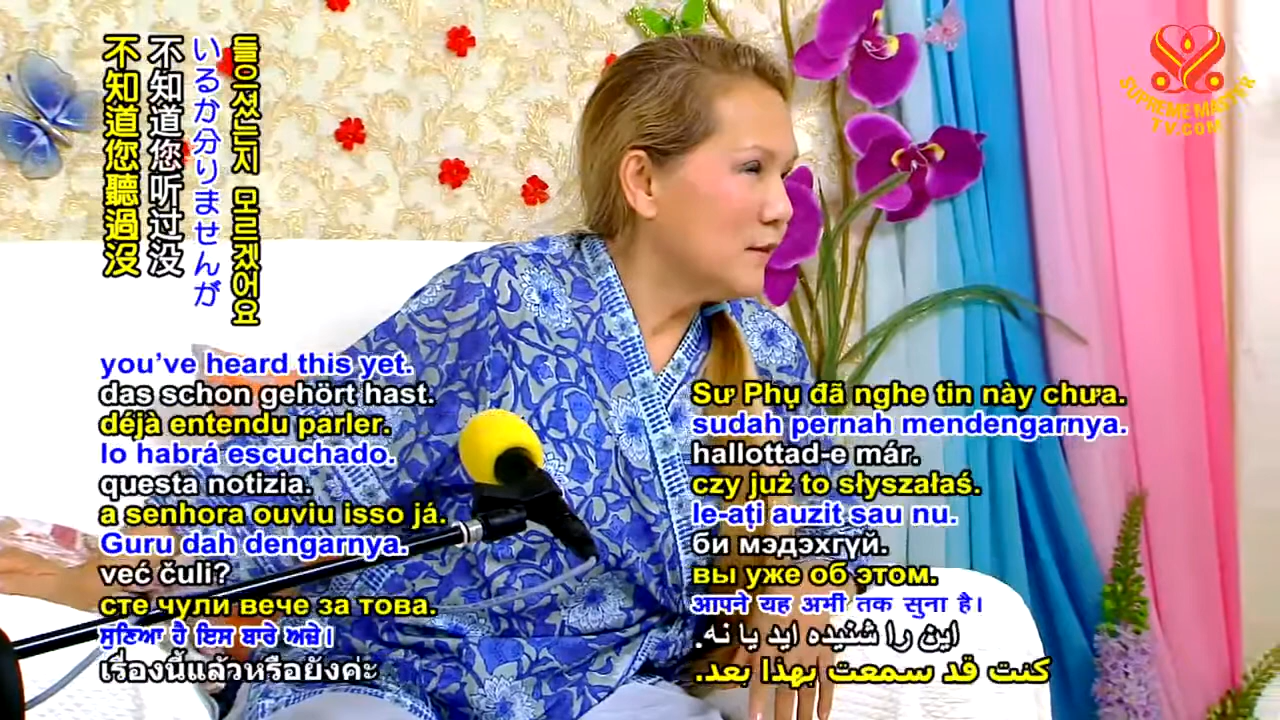 들으셨는지 모르겠어요
いるか分りませんが
不知道您听过没
不知道您聽過沒
SUPREME MASTER
TV.COM
you’ve heard this yet.
das schon gehört hast.
déjà entendu parler.
lo habrá escuchado.
questa notizia.
a senhora ouviu isso já.
Guru dah dengarnya.
već čuli?
сте чули вече за това.
ਸੁਣਿਆ ਹੈ ਇਸ ਬਾਰੇ ਅਜੇ।
เรื่องนี้แล้วหรือยังค่ะ
Sư Phụ đã nghe tin này chưa.
sudah pernah mendengarnya.
hallottad-e már.
czy już to słyszałaś.
le-ați auzit sau nu.
би мэдэхгүй.
вы уже об этом.
आपने यह अभी तक सुना है।
این را شنیده اید یا نه.
كنت قد سمعت بهذا بعد.